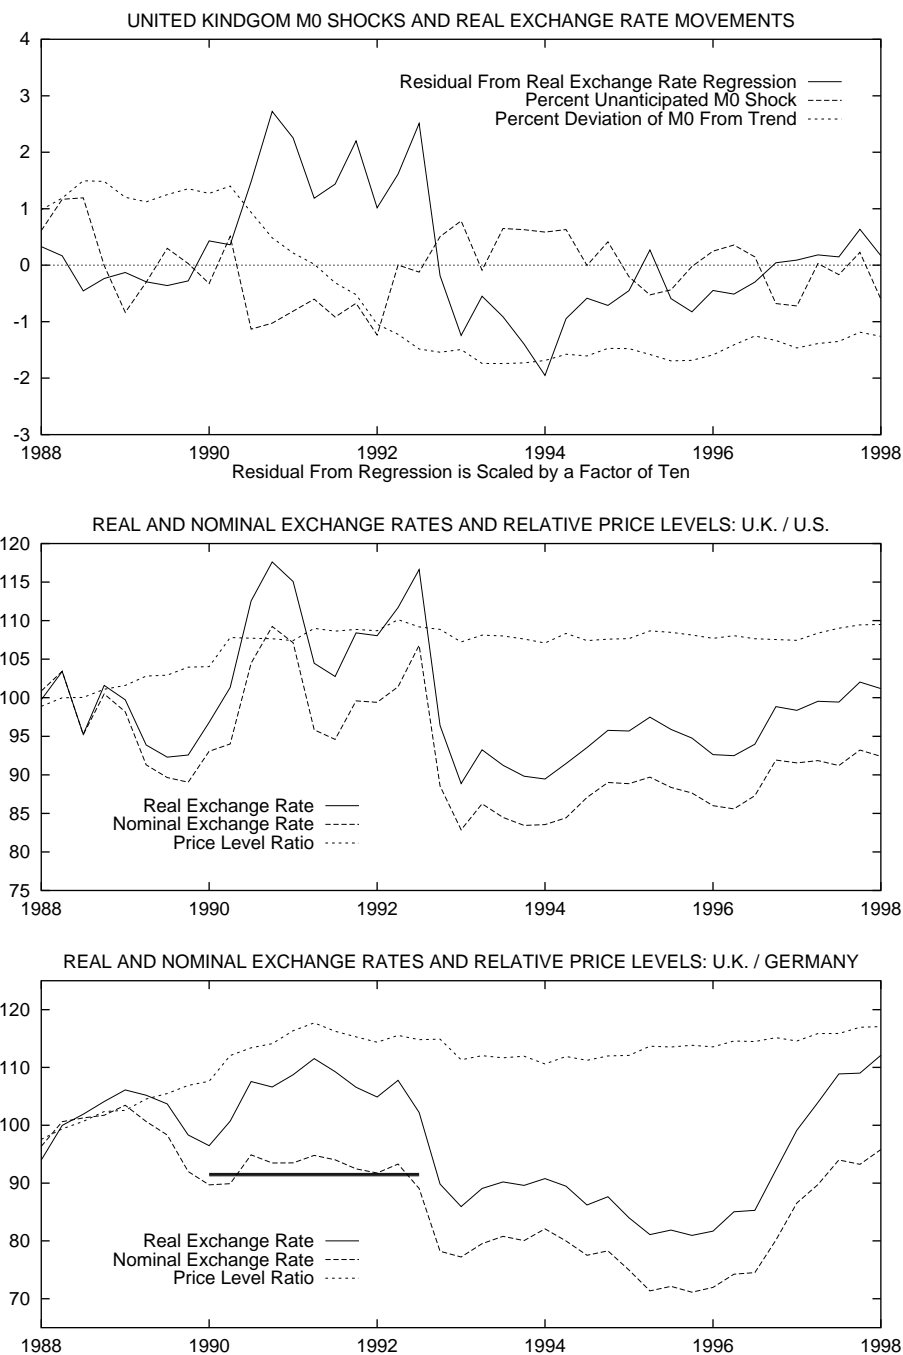 UNITED KINDGOM M0 SHOCKS AND REAL EXCHANGE RATE MOVEMENTS
4
3
2
1
0
-1
-2
-3
Residual From Real Exchange Rate Regression
Percent Unanticipated M0 Shock
Percent Deviation of M0 From Trend
1988 1990 1992 1994 1996 1998
Residual From Regression is Scaled by a Factor of Ten
REAL AND NOMINAL EXCHANGE RATES AND RELATIVE PRICE LEVELS: U.K. / U.S.
120
115
110
105
100
95
90
85
80
75
Real Exchange Rate
Nominal Exchange Rate
Price Level Ratio
1988 1990 1992 1994 1996 1998
REAL AND NOMINAL EXCHANGE RATES AND RELATIVE PRICE LEVELS: U.K. / GERMANY
120
110
100
90
80
70
Real Exchange Rate
Nominal Exchange Rate
Price Level Ratio
1988 1990 1992 1994 1996 1998